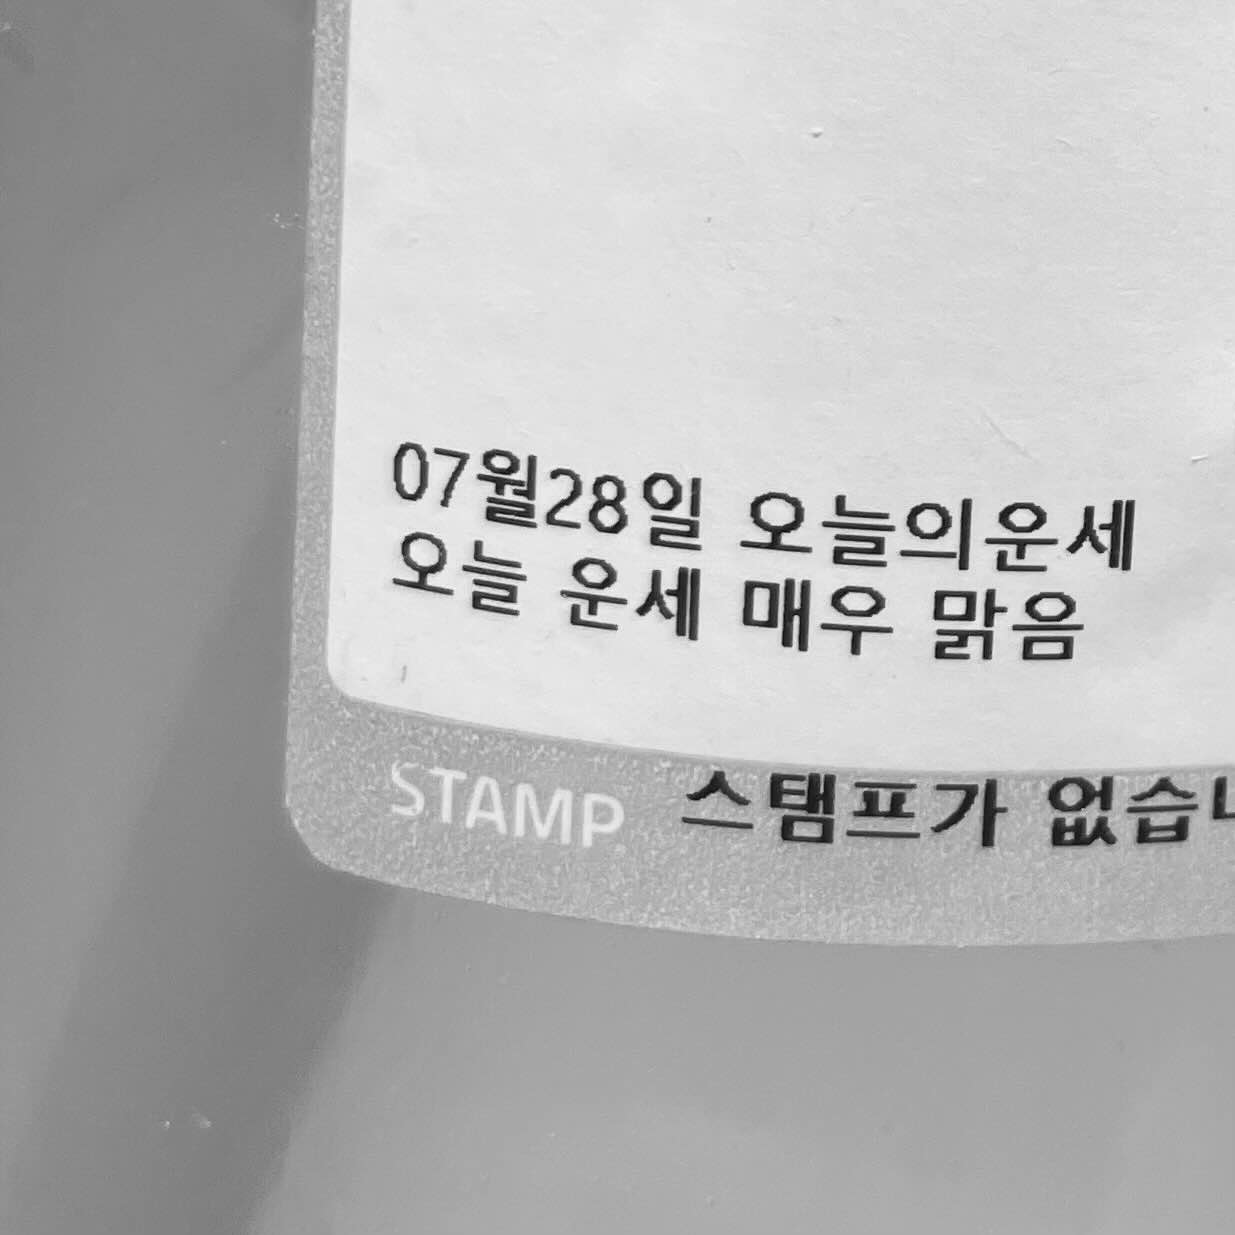 07월28일 오늘의운세
오늘 운세 매우 맑음
STAMP 스탬프가 없습니